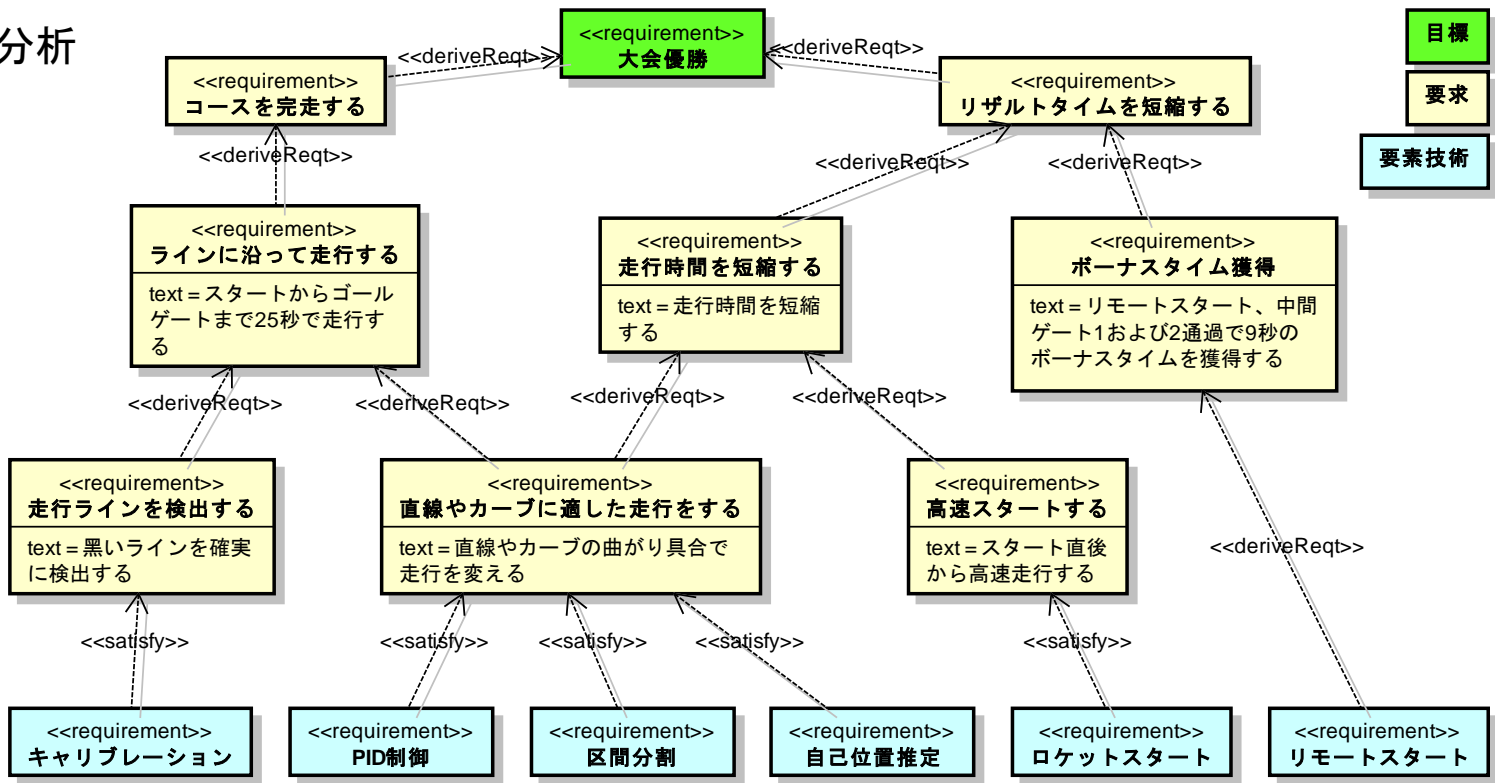 分析
<<requirement>>
大会優勝
目標
要求
要素技術
<<deriveReqt>>
<<deriveReqt>>
<<requirement>>
コースを完走する
<<requirement>>
リザルトタイムを短縮する
<<deriveReqt>>
<<deriveReqt>>
<<deriveReqt>>
<<requirement>>
ラインに沿って走行する
text = スタートからゴール
ゲートまで25秒で走行す
る
<<requirement>>
走行時間を短縮する
text = 走行時間を短縮
する
<<requirement>>
ボーナスタイム獲得
text = リモートスタート、中間
ゲート1および2通過で9秒の
ボーナスタイムを獲得する
<<deriveReqt>>
<<deriveReqt>>
<<deriveReqt>>
<<deriveReqt>>
<<requirement>>
走行ラインを検出する
text = 黒いラインを確実
に検出する
<<requirement>>
直線やカーブに適した走行をする
text = 直線やカーブの曲がり具合で
走行を変える
<<requirement>>
高速スタートする
text = スタート直後
から高速走行する
<<deriveReqt>>
<<satisfy>>
<<satisfy>>
<<satisfy>>
<<satisfy>>
<<satisfy>>
<<requirement>>
キャリブレーション
<<requirement>>
PID制御
<<requirement>>
区間分割
<<requirement>>
自己位置推定
<<requirement>>
ロケットスタート
<<requirement>>
リモートスタート